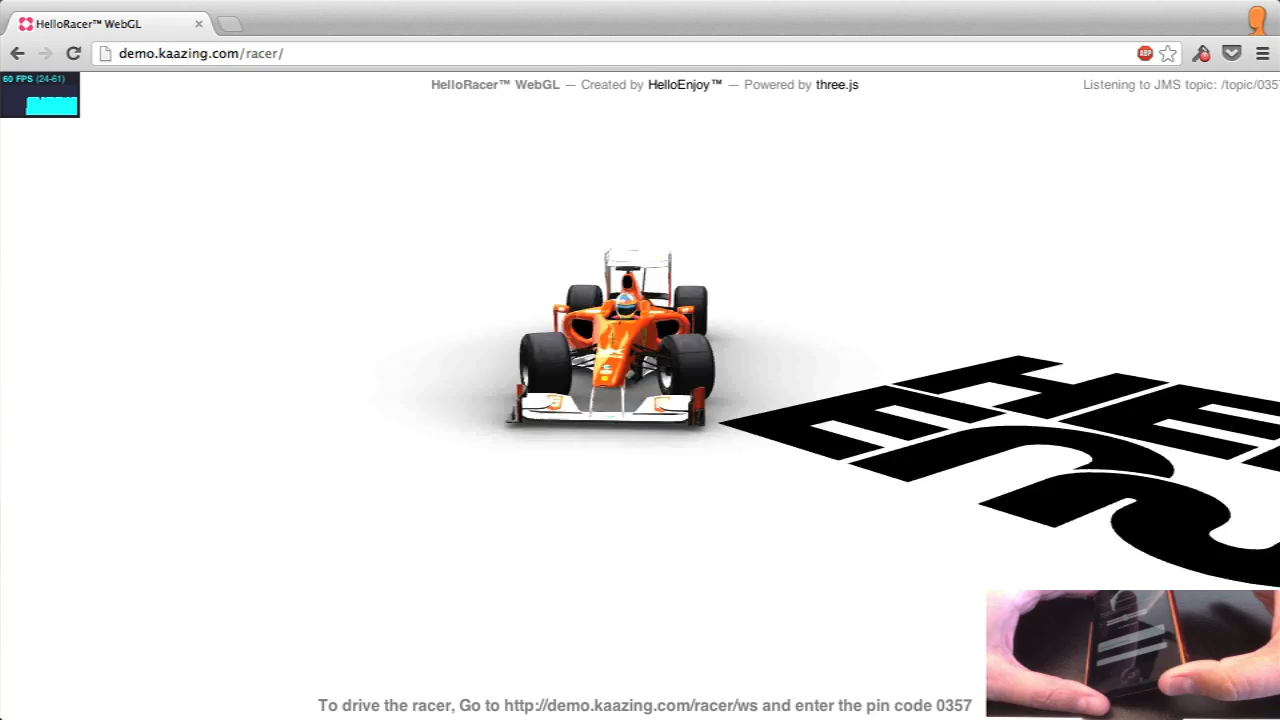 HelloRacer™ WebGL
demo.kaazing.com/racer/
ABP
60 FPS (24-61)
HelloRacer™ WebGL — Created by HelloEnjoy™ — Powered by three.js
Listening to JMS topic: /topic/035
To drive the racer, Go to http://demo.kaazing.com/racer/ws and enter the pin code 0357